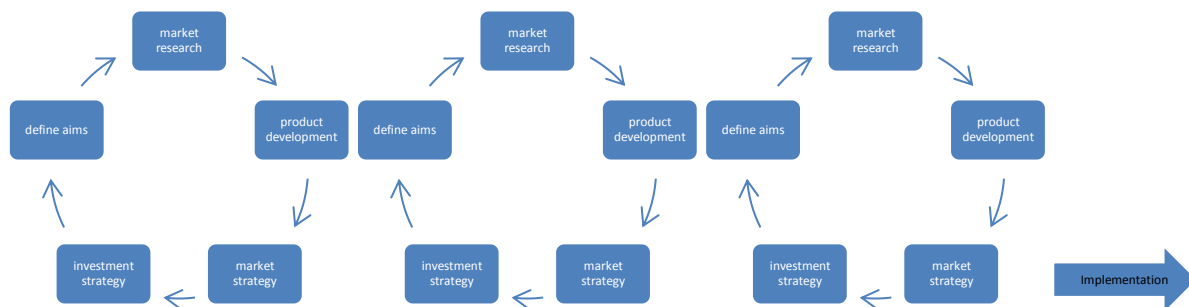 market
research
market
research
market
research
define aims
product
development
define aims
product
development
define aims
product
development
investment
strategy
market
strategy
investment
strategy
market
strategy
investment
strategy
market
strategy
Implementation